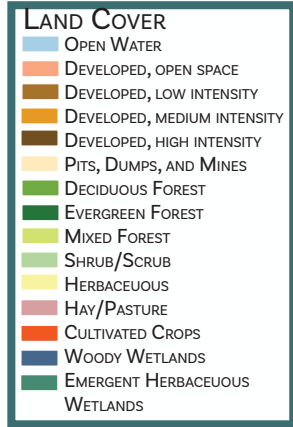 Land Cover
Open Water
Developed, open space
Developed, low intensity
Developed, medium intensity
Developed, high intensity
Pits, Dumps, and Mines
Deciduous Forest
Evergreen Forest
Mixed Forest
Shrub/Scrub
Herbaceuous
Hay/Pasture
Cultivated Crops
Woody Wetlands
Emergent Herbaceuous
Wetlands